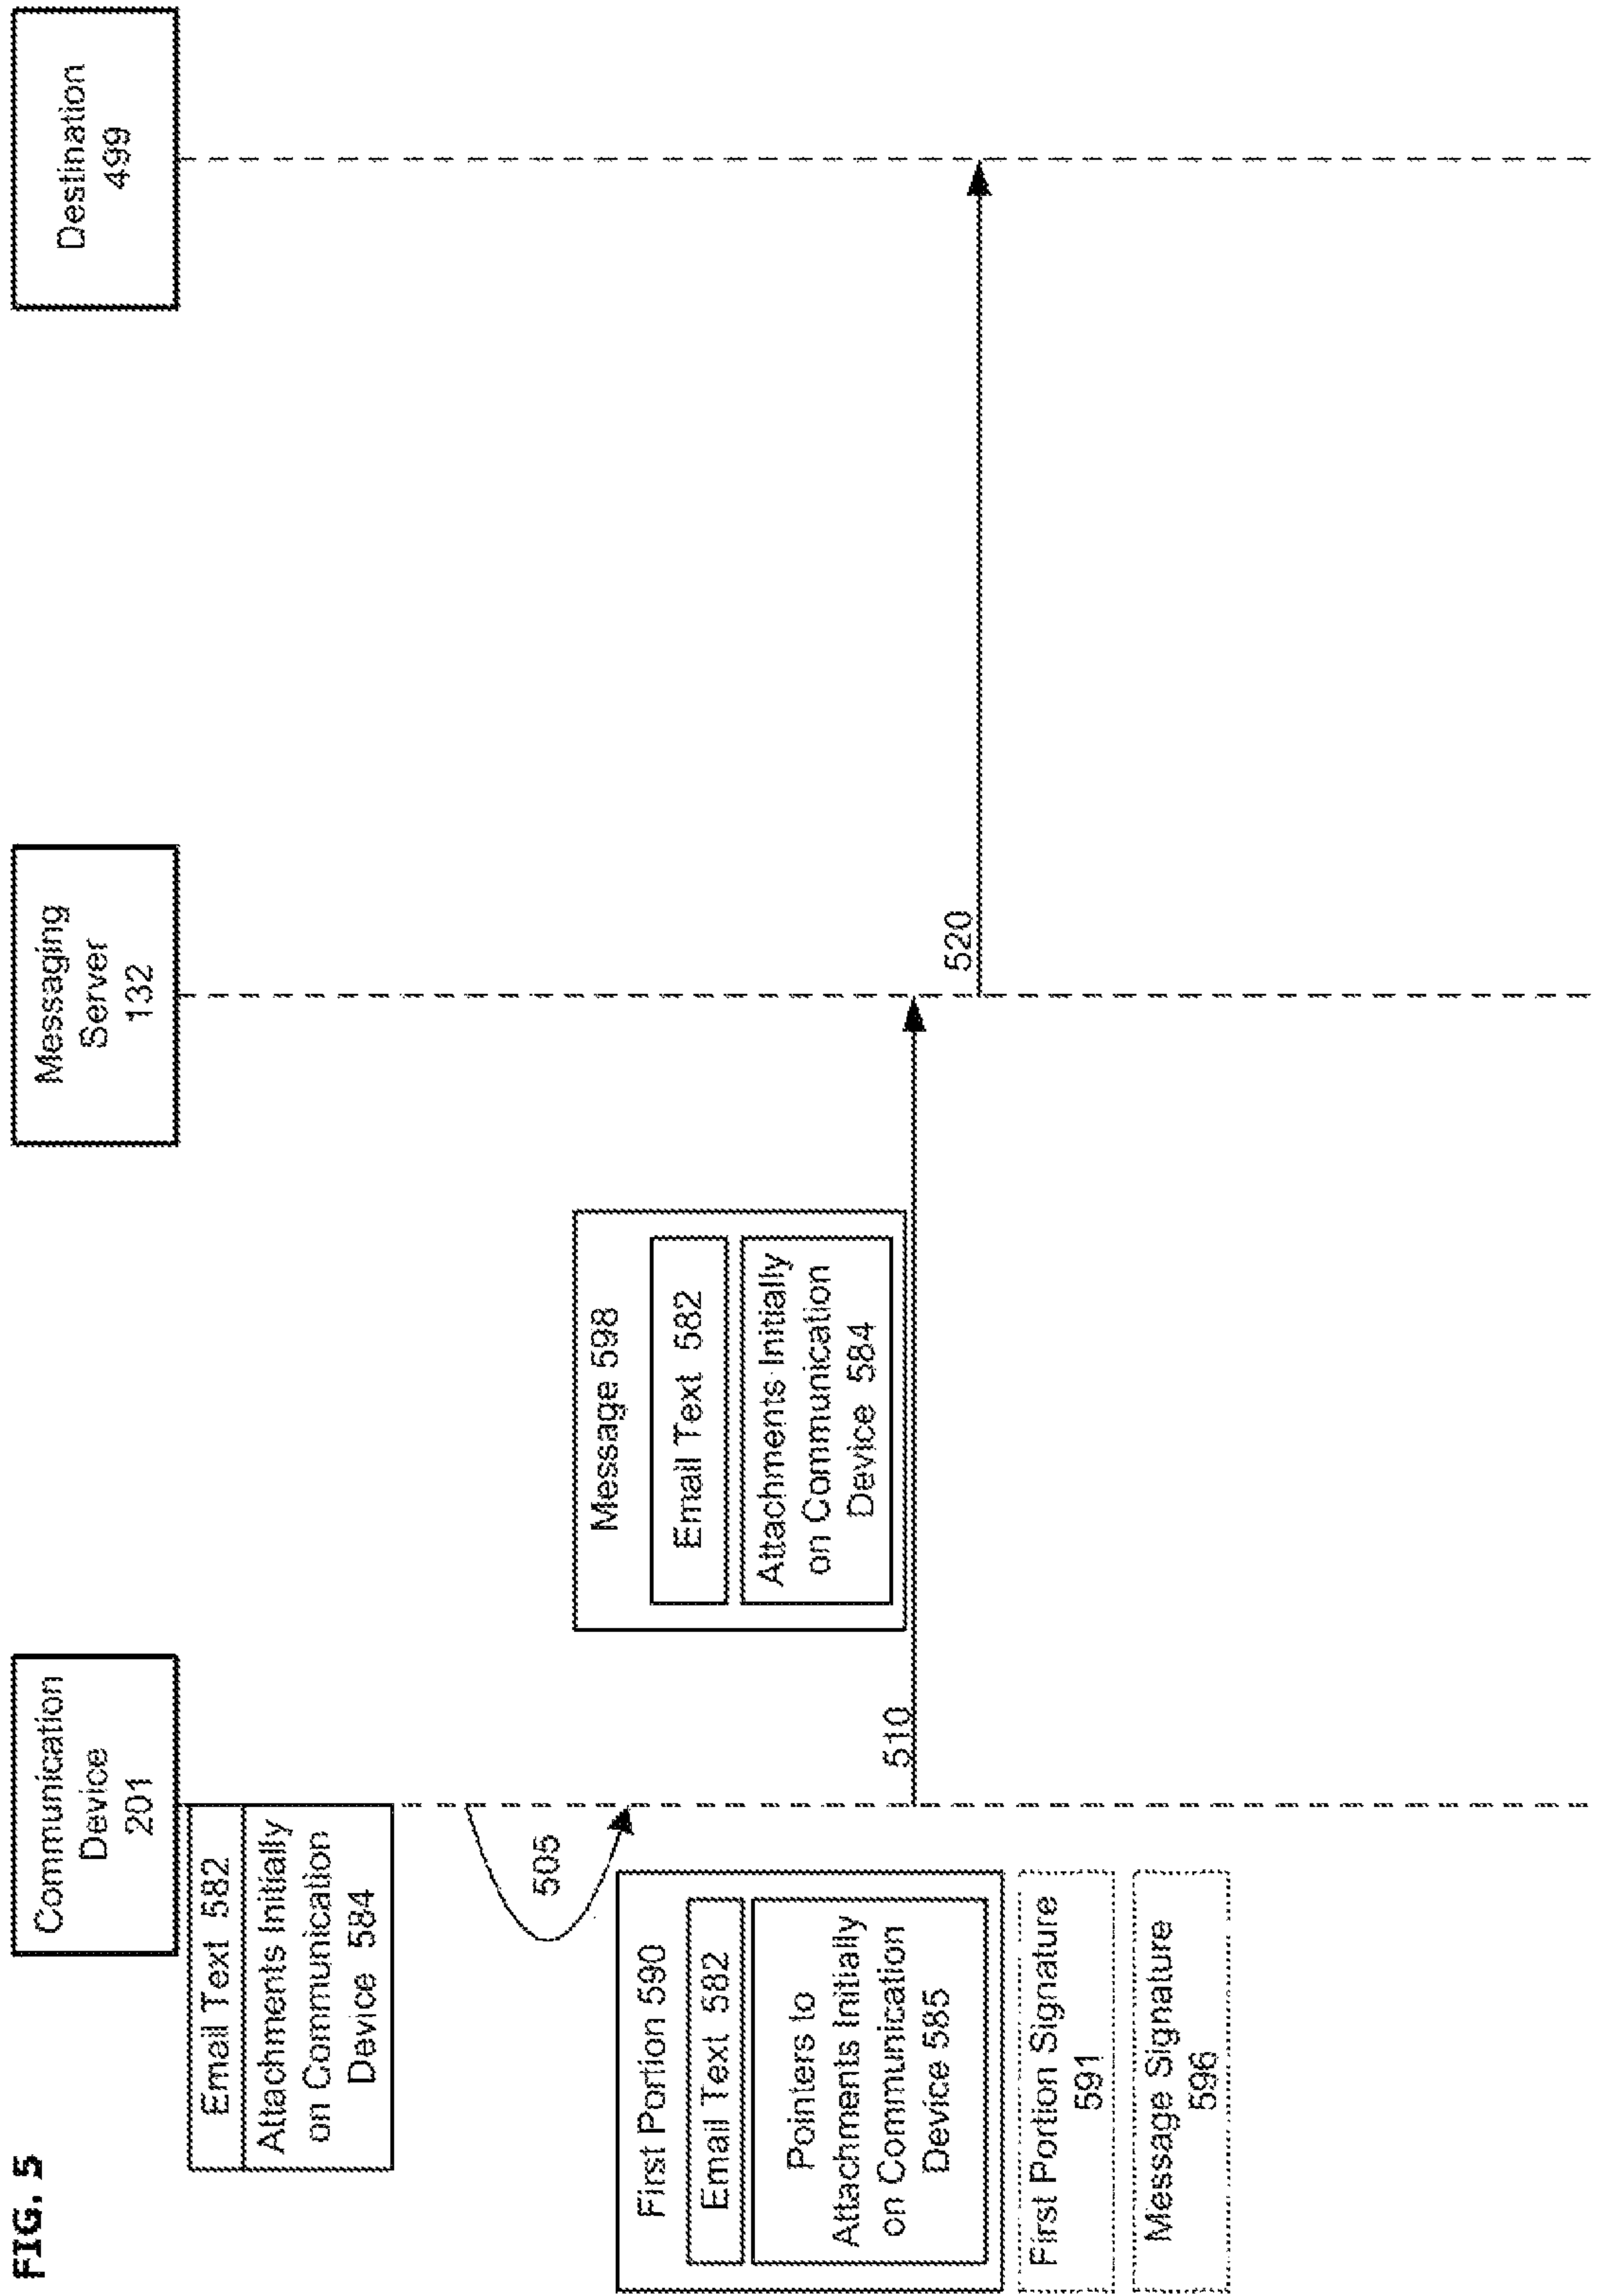 FIG. 5
Communication
Device
201
Messaging
Server
132
Destination
499
Email Text 582
Attachments Initially
on Communication
Device 584
505
First Portion 590
Email Text 582
Pointers to
Attachments Initially
on Communication
Device 585
First Portion Signature
591
Message Signature
596
Message 598
Email Text 582
Attachments Initially
on Communication
Device 584
510
520